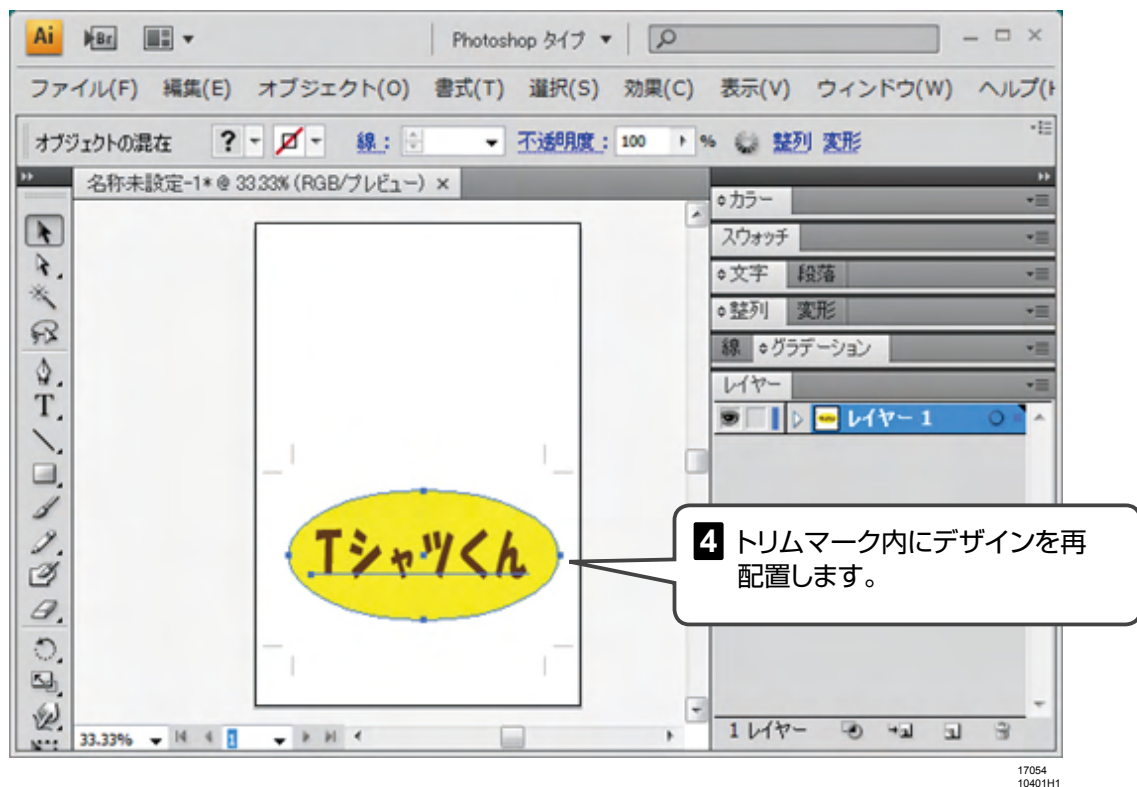 Ai Br Photoshop タイプ
ファイル(F) 編集(E) オブジェクト(O) 書式(T) 選択(S) 効果(C) 表示(V) ウィンドウ(W) ヘルプ(H
オブジェクトの混在 ? 線 : 不透明度 : 100 % 整列 変形
名称未設定-1* @ 33.33% (RGB/プレビュー) ×
カラー
スウォッチ
文字 段落
整列 変形
線 グラデーション
レイヤー
レイヤー 1
Tシャツくん
4 トリムマーク内にデザインを再
配置します。
33.33% 1
1 レイヤー
17054
10401H1